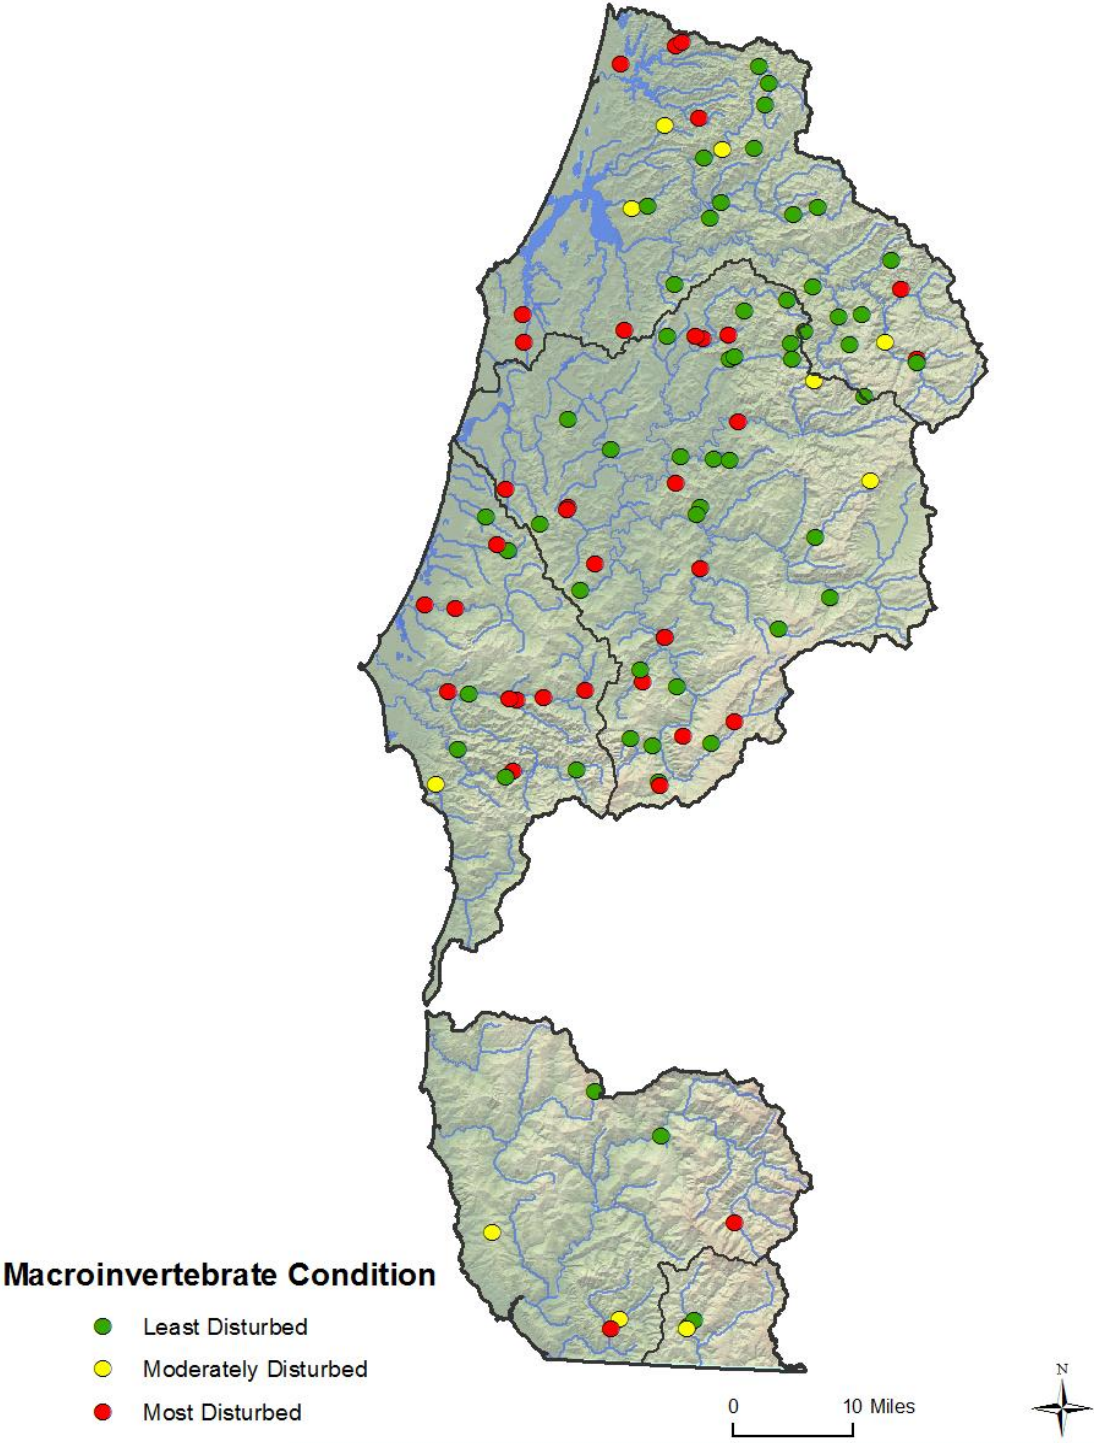 Macroinvertebrate Condition
Least Disturbed
Moderately Disturbed
Most Disturbed
0 10 Miles
N